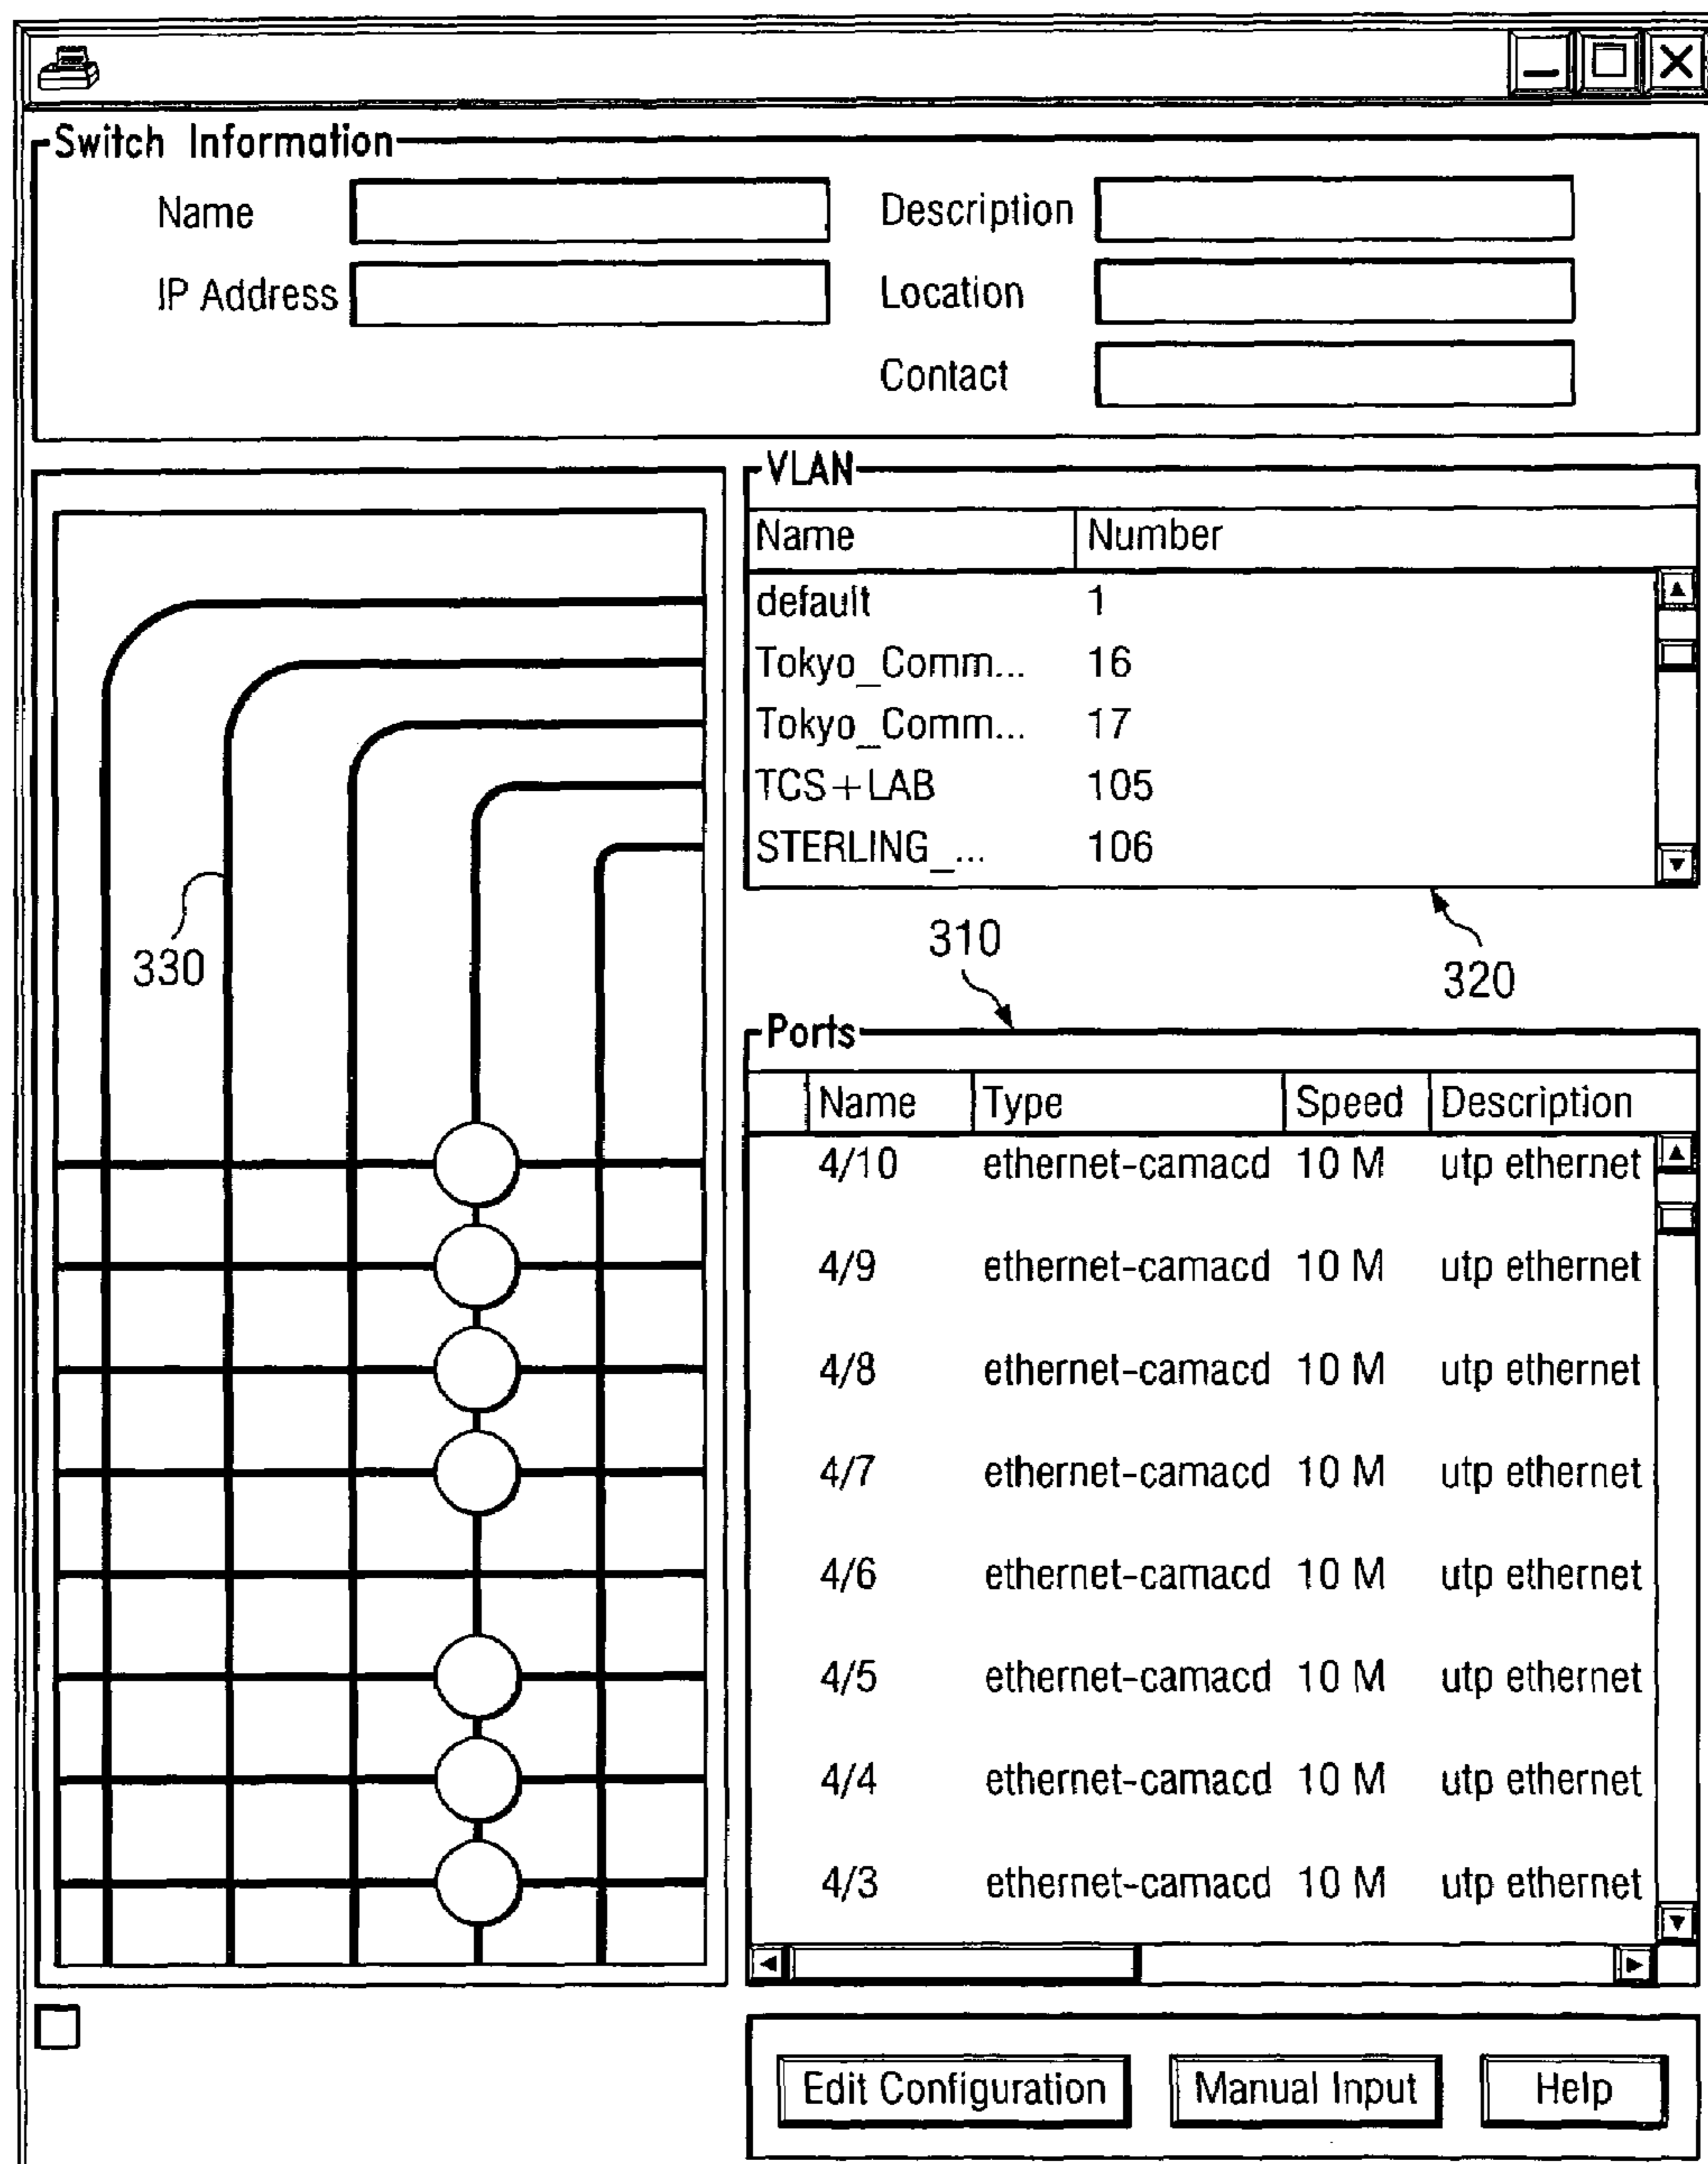 Switch Information
Name
Description
IP Address
Location
Contact
VLAN
Name Number
default 1
Tokyo_Comm... 16
Tokyo_Comm... 17
TCS+LAB 105
STERLING_... 106
330
310
320
Ports
Name Type Speed Description
4/10 ethernet-camacd 10 M utp ethernet
4/9 ethernet-camacd 10 M utp ethernet
4/8 ethernet-camacd 10 M utp ethernet
4/7 ethernet-camacd 10 M utp ethernet
4/6 ethernet-camacd 10 M utp ethernet
4/5 ethernet-camacd 10 M utp ethernet
4/4 ethernet-camacd 10 M utp ethernet
4/3 ethernet-camacd 10 M utp ethernet
Edit Configuration Manual Input Help